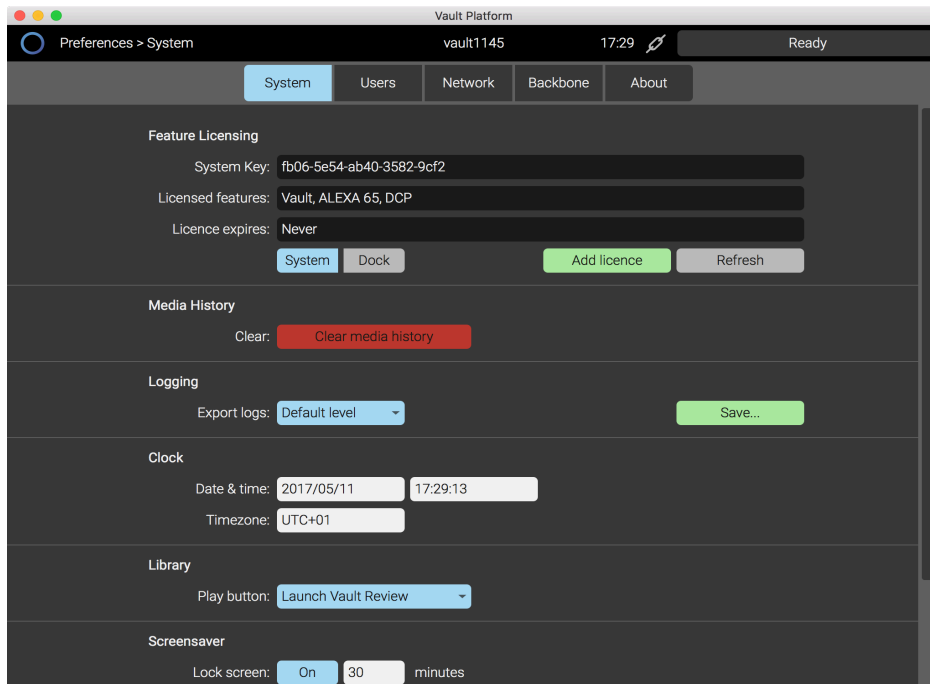 Vault Platform
Preferences > System vault1145 17:29 Ready
System Users Network Backbone About
Feature Licensing
System Key: fb06-5e54-ab40-3582-9cf2
Licensed features: Vault, ALEXA 65, DCP
Licence expires: Never
System Dock Add licence Refresh
Media History
Clear: Clear media history
Logging
Export logs: Default level Save...
Clock
Date & time: 2017/05/11 17:29:13
Timezone: UTC+01
Library
Play button: Launch Vault Review
Screensaver
Lock screen: On 30 minutes